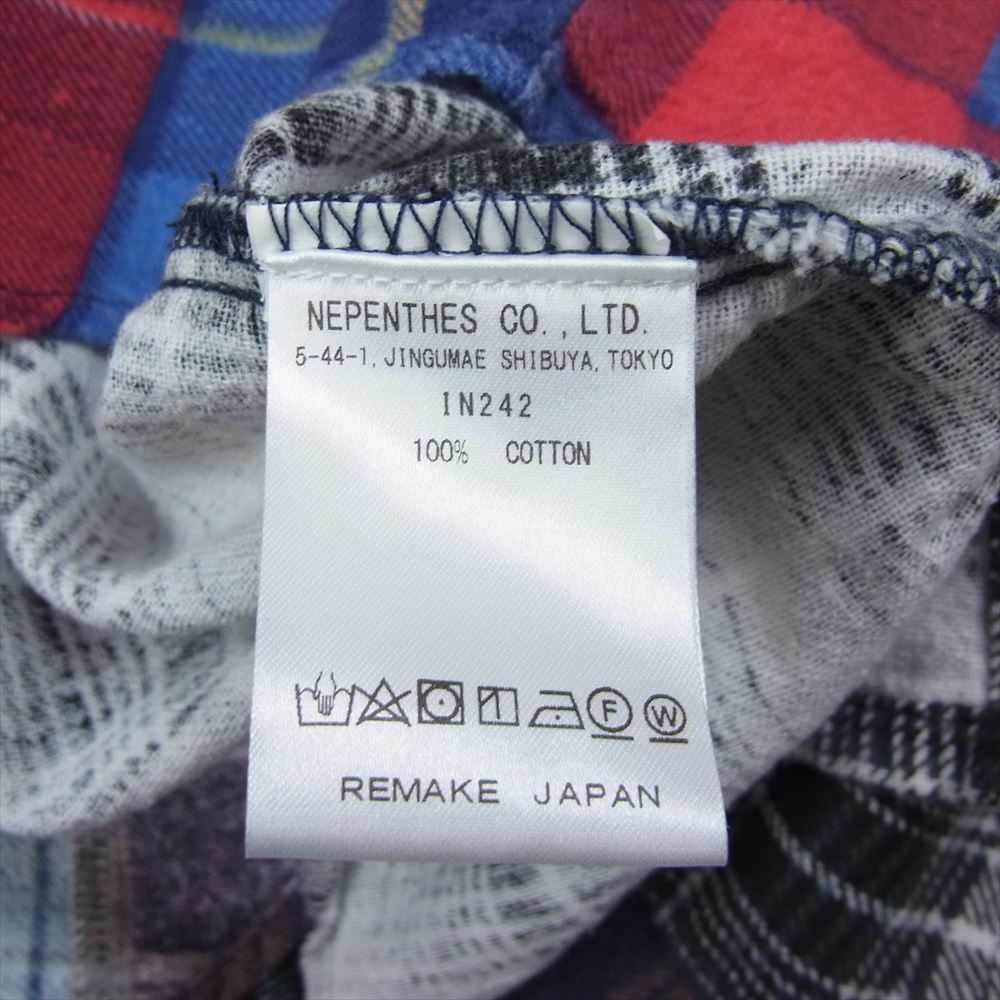 NEPENTHES CO.,LTD.
5-44-1, JINGUMAE SHIBUYA, TOKYO
IN242
100% COTTON
F W
REMAKE JAPAN